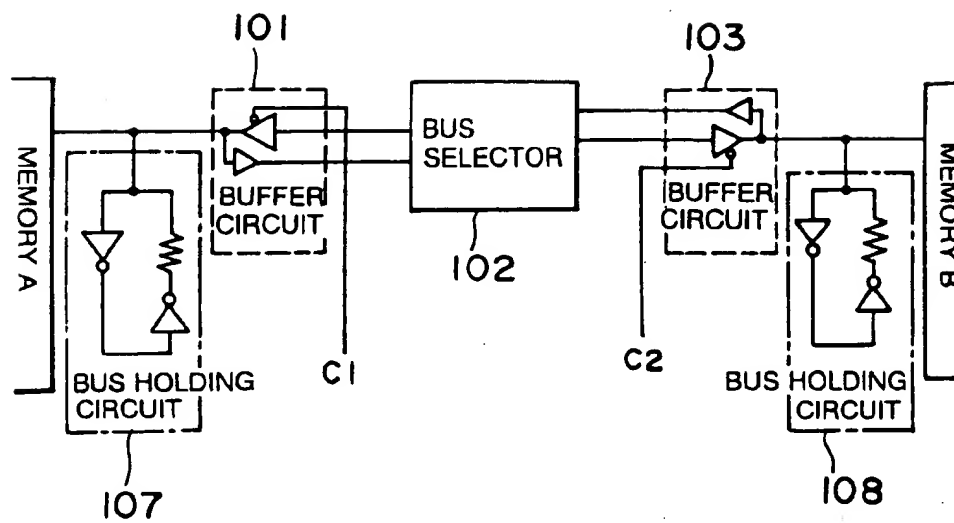 101
103
MEMORY A
BUS
SELECTOR
MEMORY B
BUFFER
CIRCUIT
BUFFER
CIRCUIT
102
C1
C2
BUS HOLDING
CIRCUIT
BUS HOLDING
CIRCUIT
107
108